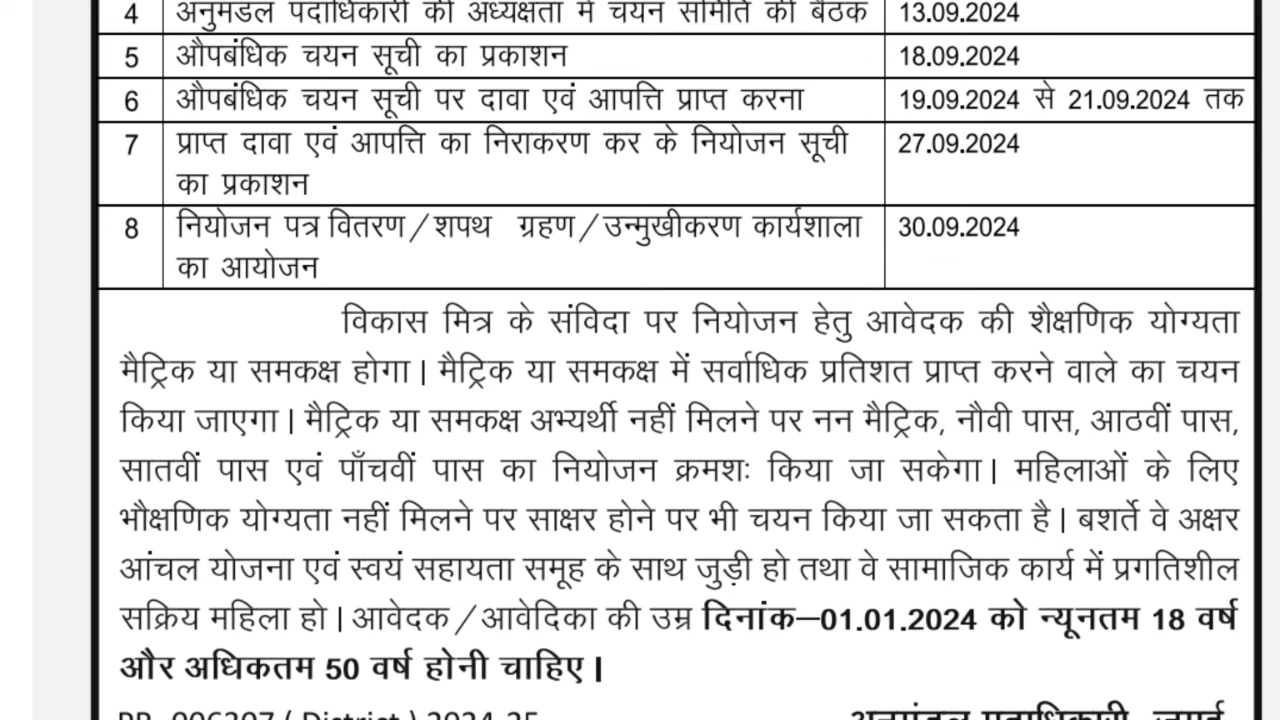 4 अनुमंडल पदाधिकारी की अध्यक्षता में चयन समिति की बैठक 13.09.2024
5 औपबंधिक चयन सूची का प्रकाशन 18.09.2024
6 औपबंधिक चयन सूची पर दावा एवं आपत्ति प्राप्त करना 19.09.2024 से 21.09.2024 तक
7 प्राप्त दावा एवं आपत्ति का निराकरण कर के नियोजन सूची 27.09.2024
का प्रकाशन
8 नियोजन पत्र वितरण/शपथ ग्रहण/उन्मुखीकरण कार्यशाला 30.09.2024
का आयोजन
विकास मित्र के संविदा पर नियोजन हेतु आवेदक की शैक्षणिक योग्यता
मैट्रिक या समकक्ष होगा। मैट्रिक या समकक्ष में सर्वाधिक प्रतिशत प्राप्त करने वाले का चयन
किया जाएगा। मैट्रिक या समकक्ष अभ्यर्थी नहीं मिलने पर नन मैट्रिक, नौवी पास, आठवीं पास,
सातवीं पास एवं पाँचवीं पास का नियोजन क्रमशः किया जा सकेगा। महिलाओं के लिए
भौक्षणिक योग्यता नहीं मिलने पर साक्षर होने पर भी चयन किया जा सकता है। बशर्ते वे अक्षर
आंचल योजना एवं स्वयं सहायता समूह के साथ जुड़ी हो तथा वे सामाजिक कार्य में प्रगतिशील
सक्रिय महिला हो। आवेदक/आवेदिका की उम्र दिनांक–01.01.2024 को न्यूनतम 18 वर्ष
और अधिकतम 50 वर्ष होनी चाहिए।
अनुमंडल पदाधिकारी,